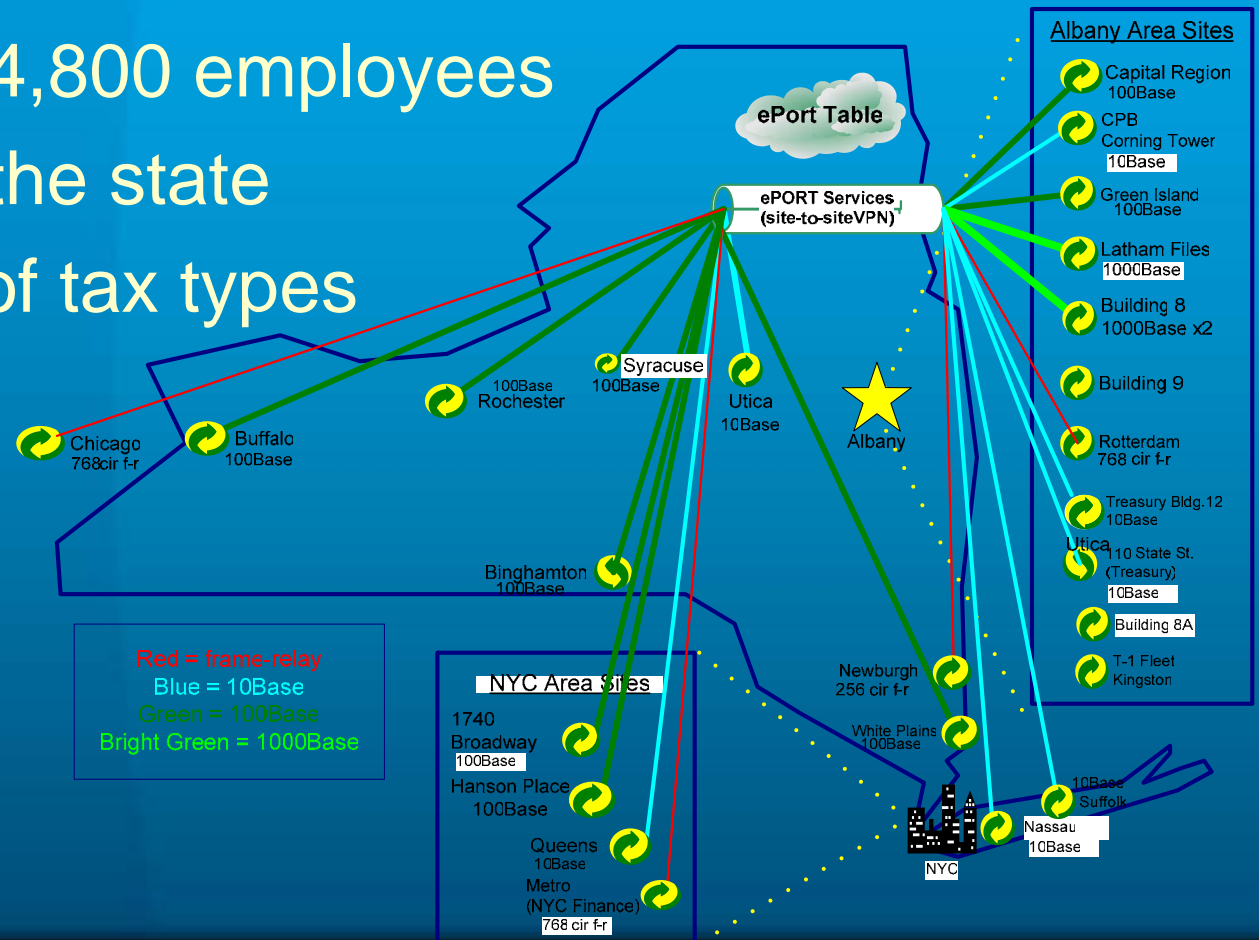 4,800 employees
the state
of tax types
ePort Table
ePORT Services
(site-to-siteVPN)
Chicago
768cir f-r
Buffalo
100Base
100Base
Rochester
Syracuse
100Base
Utica
10Base
Albany
Binghamton
100Base
Newburgh
256 cir f-r
White Plains
100Base
10Base
Suffolk
Nassau
10Base
NYC
Red = frame-relay
Blue = 10Base
Green = 100Base
Bright Green = 1000Base
NYC Area Sites
1740
Broadway
100Base
Hanson Place
100Base
Queens
10Base
Metro
(NYC Finance)
768 cir f-r
Albany Area Sites
Capital Region
100Base
CPB
Corning Tower
10Base
Green Island
100Base
Latham Files
1000Base
Building 8
1000Base x2
Building 9
Rotterdam
768 cir f-r
Treasury Bldg.12
10Base
Utica
110 State St.
(Treasury)
10Base
Building 8A
T-1 Fleet
Kingston